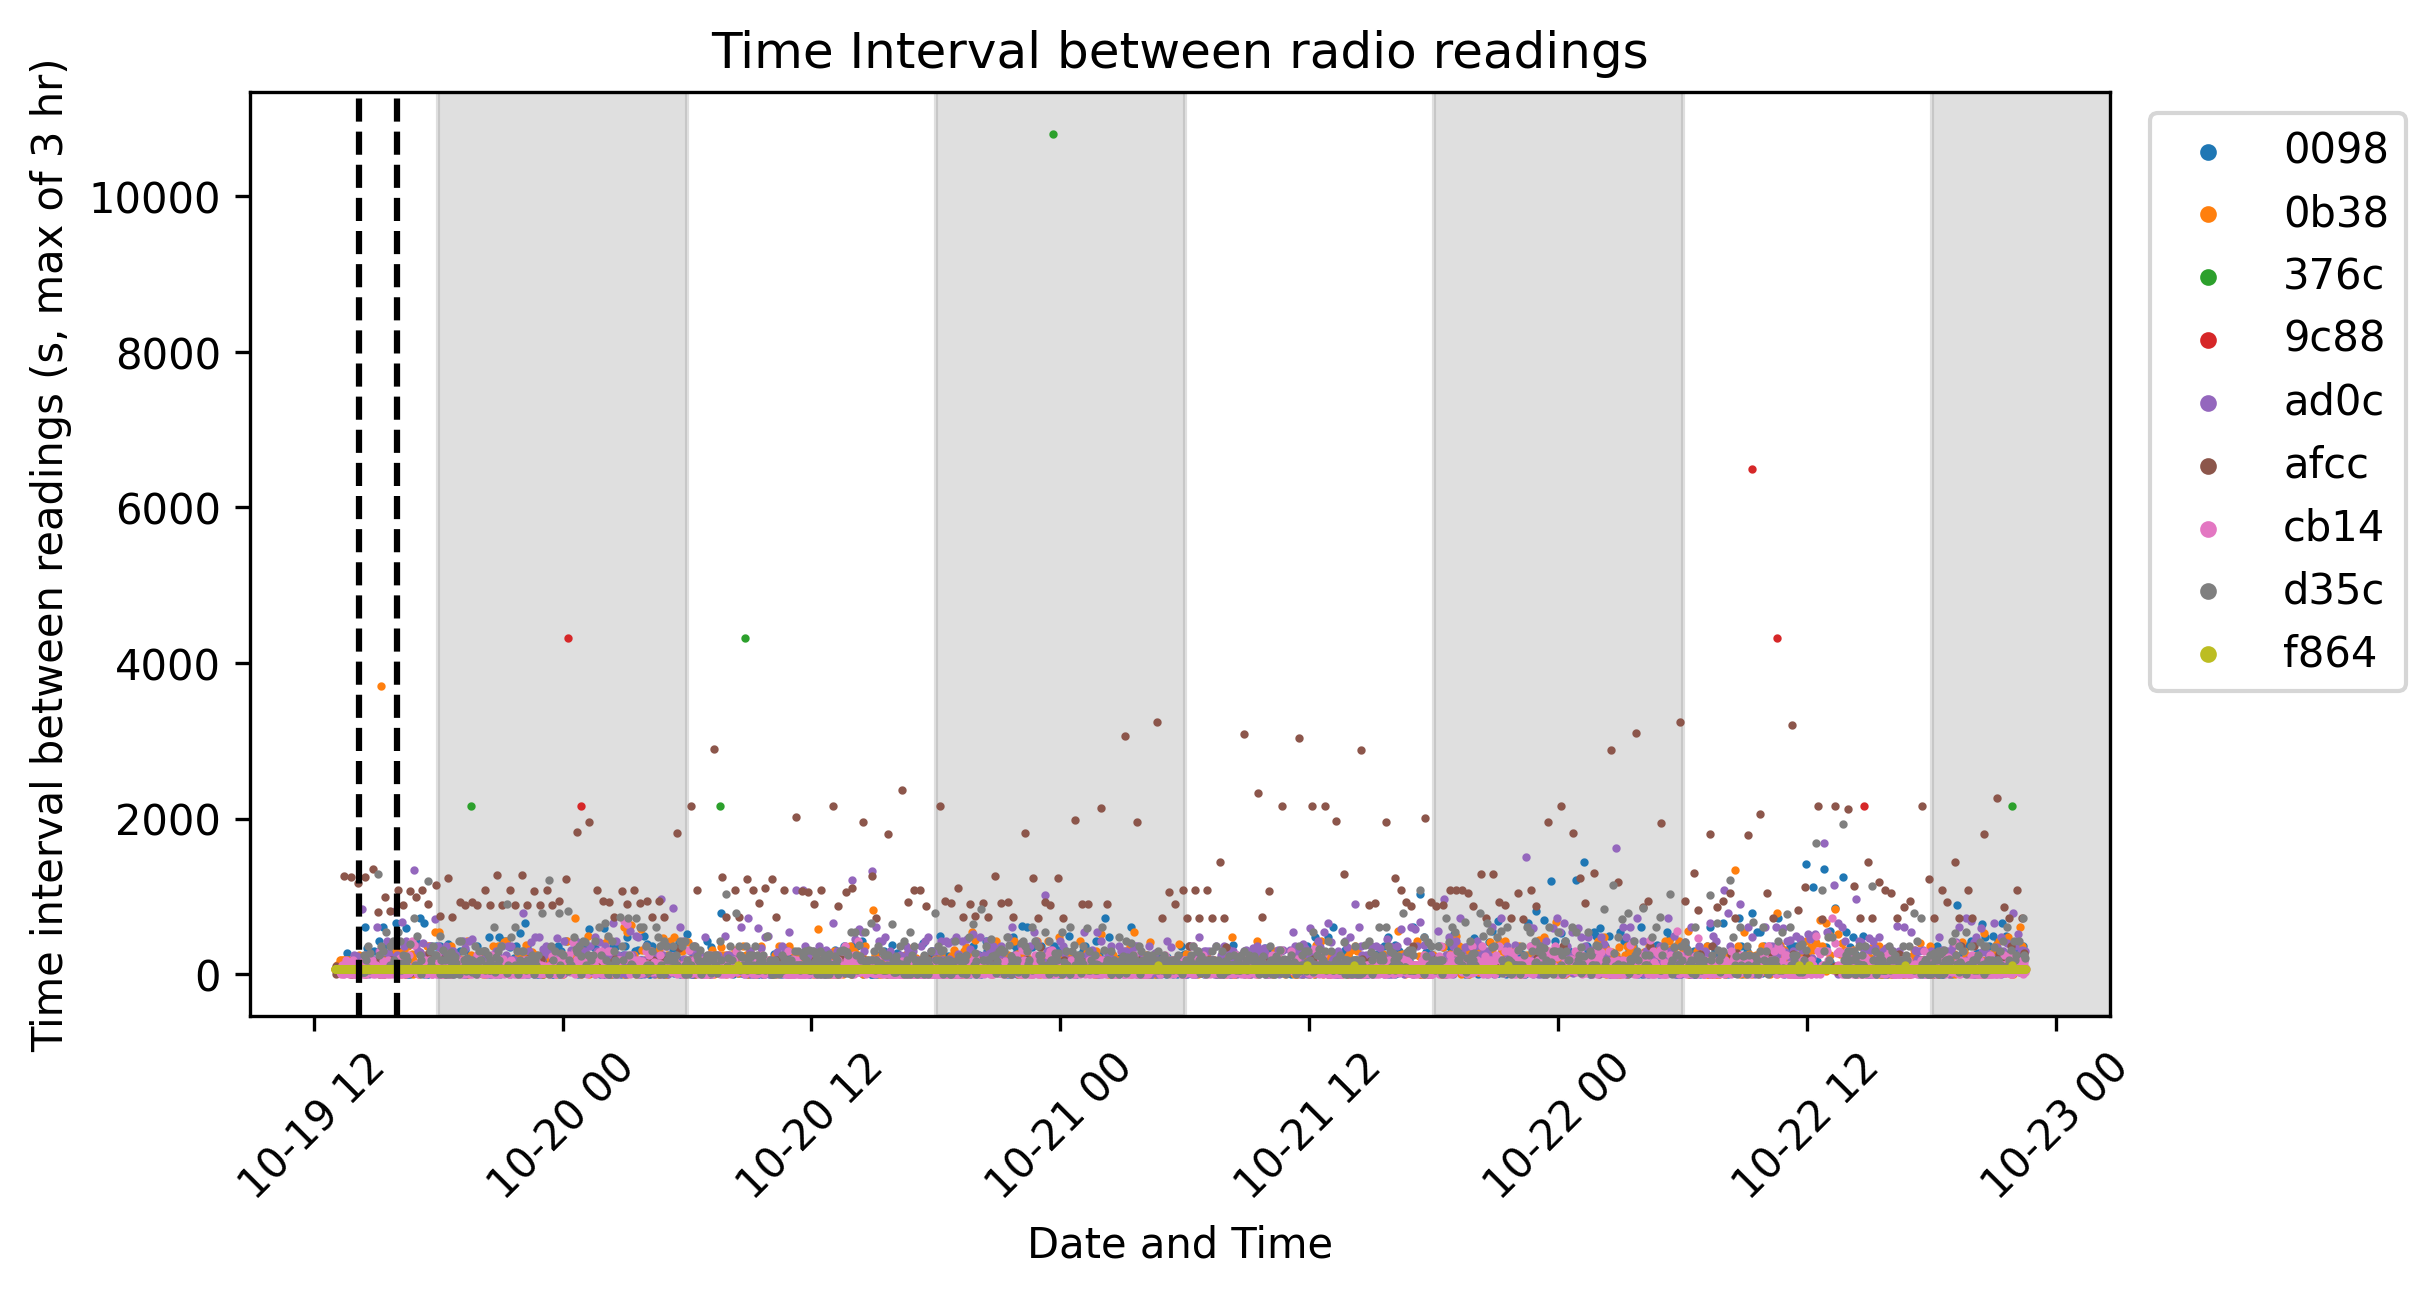 Time Interval between radio readings
Time interval between readings (s, max of 3 hr)
10000
8000
6000
4000
2000
0
10-19 12
10-20 00
10-20 12
10-21 00
10-21 12
10-22 00
10-22 12
10-23 00
Date and Time
0098
0b38
376c
9c88
ad0c
afcc
cb14
d35c
f864